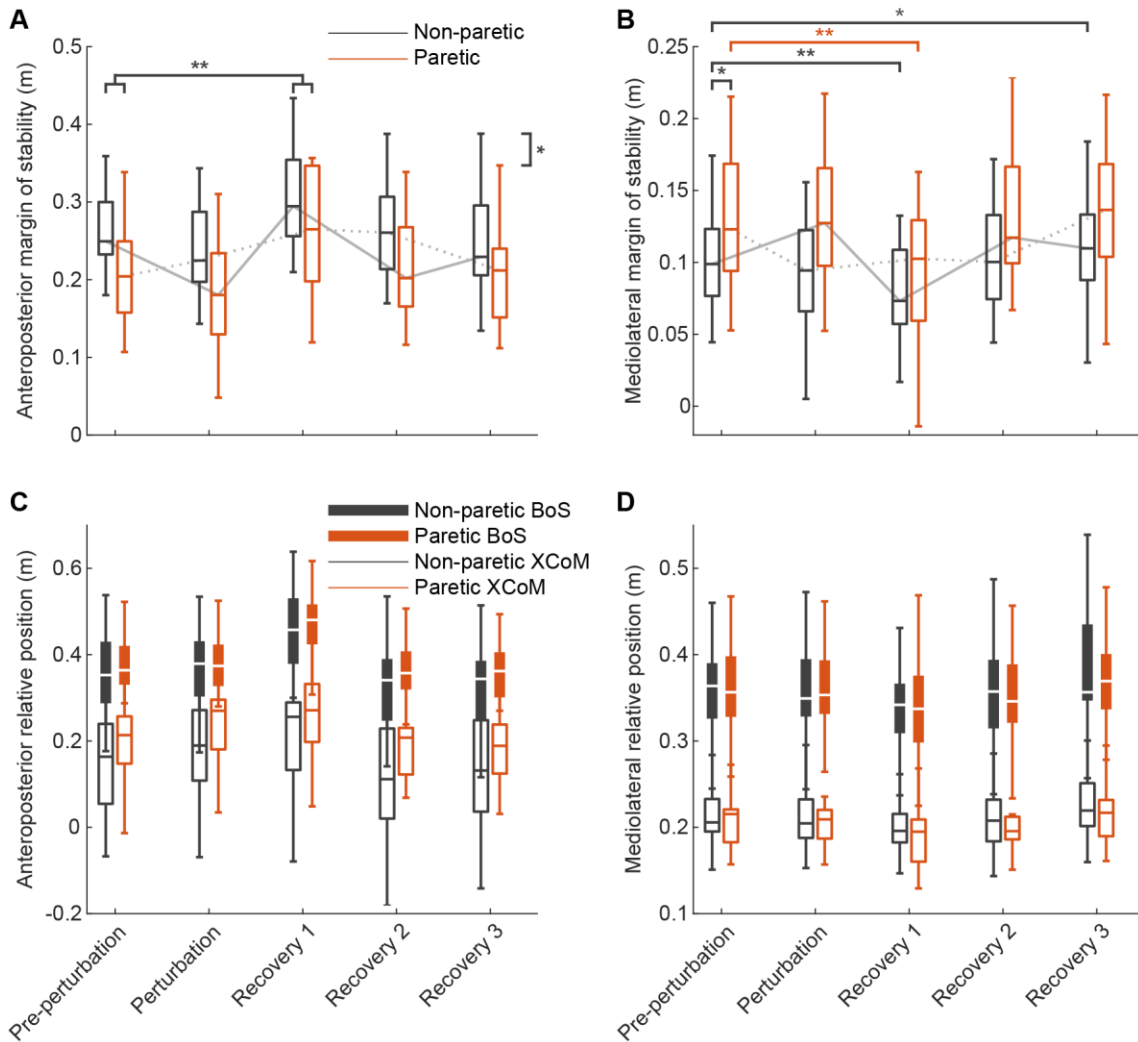 A
Non-paretic
Paretic
Anteroposterior margin of stability (m)
0.5
0.4
0.3
0.2
0.1
0
**
*
B
Mediolateral margin of stability (m)
0.25
0.2
0.15
0.1
0.05
0
*
**
**
*
C
Non-paretic BoS
Paretic BoS
Non-paretic XCoM
Paretic XCoM
Anteroposterior relative position (m)
0.6
0.4
0.2
0
-0.2
Pre-perturbation
Perturbation
Recovery 1
Recovery 2
Recovery 3
D
Mediolateral relative position (m)
0.5
0.4
0.3
0.2
0.1
Pre-perturbation
Perturbation
Recovery 1
Recovery 2
Recovery 3